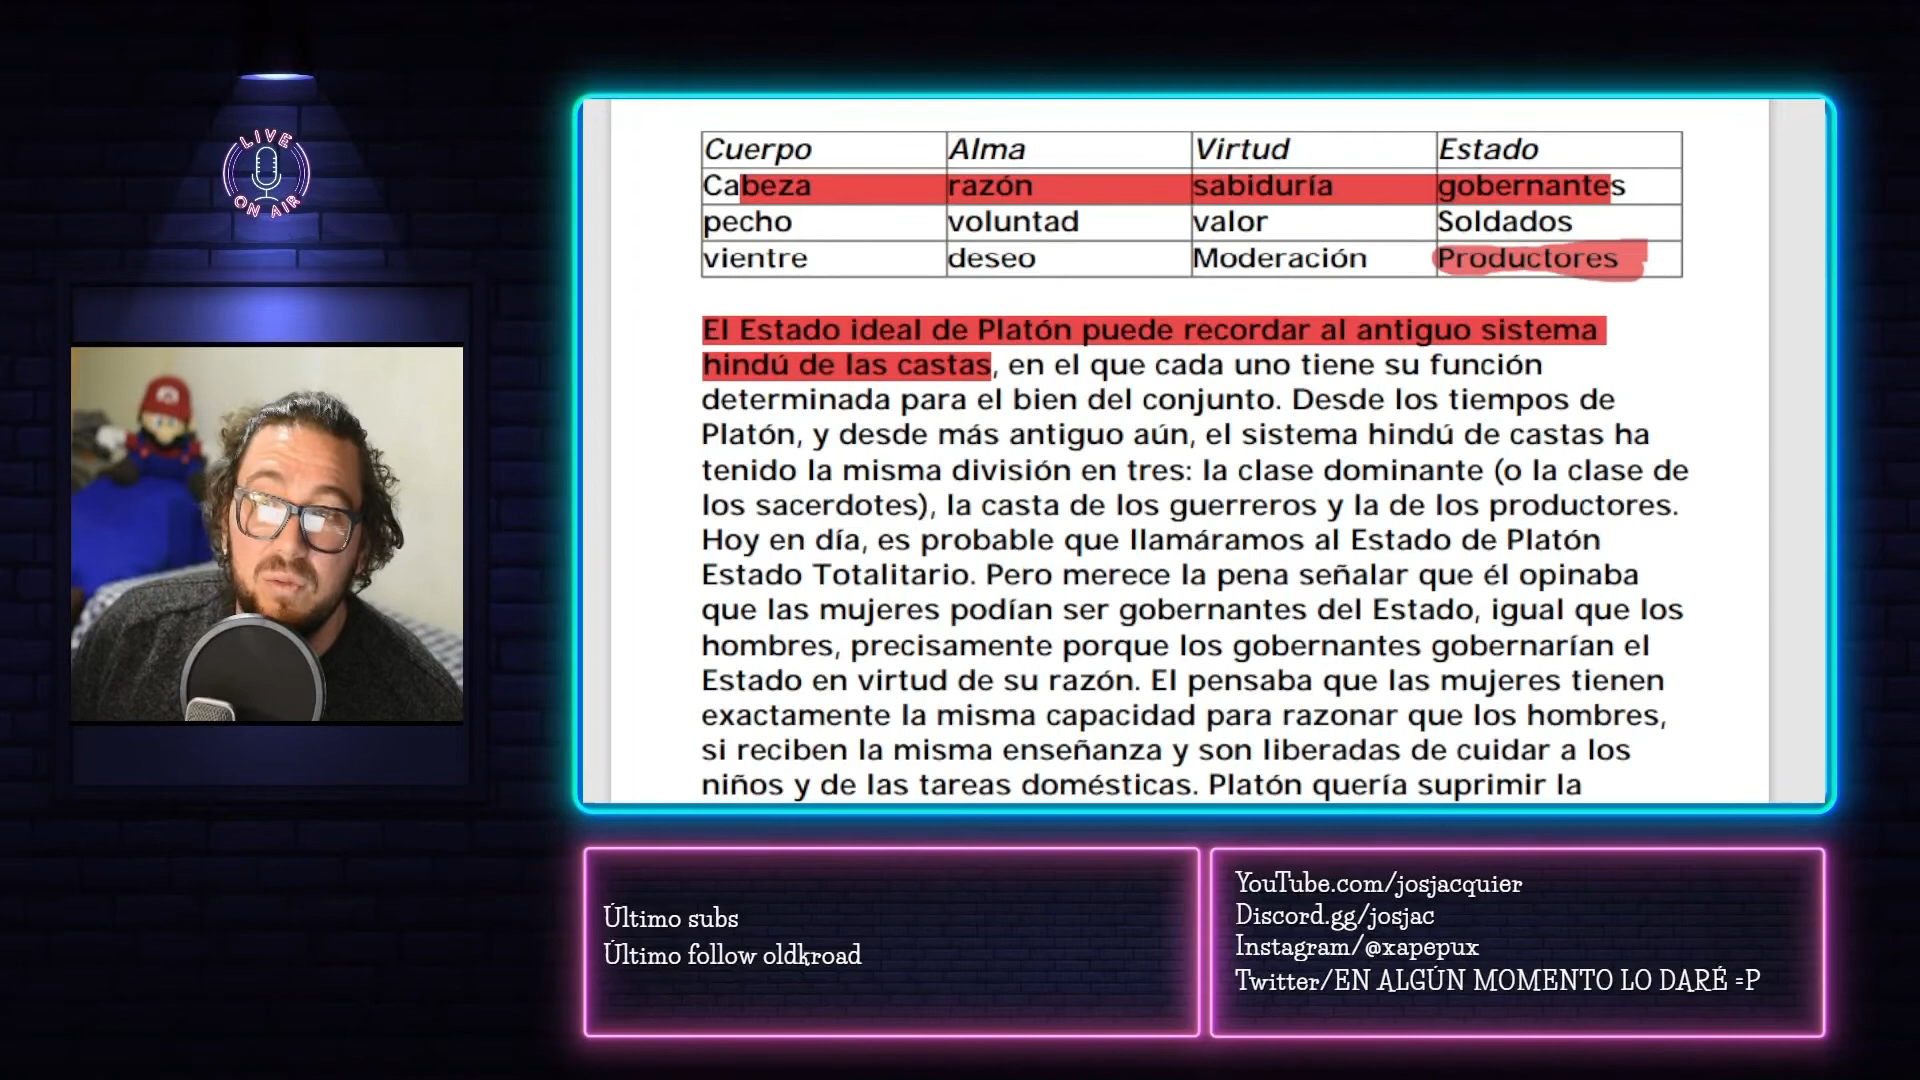 LIVE
ON AIR
Cuerpo Alma Virtud Estado
Cabeza razón sabiduría gobernantes
pecho voluntad valor Soldados
vientre deseo Moderación Productores
El Estado ideal de Platón puede recordar al antiguo sistema
hindú de las castas, en el que cada uno tiene su función
determinada para el bien del conjunto. Desde los tiempos de
Platón, y desde más antiguo aún, el sistema hindú de castas ha
tenido la misma división en tres: la clase dominante (o la clase de
los sacerdotes), la casta de los guerreros y la de los productores.
Hoy en día, es probable que llamáramos al Estado de Platón
Estado Totalitario. Pero merece la pena señalar que él opinaba
que las mujeres podían ser gobernantes del Estado, igual que los
hombres, precisamente porque los gobernantes gobernarían el
Estado en virtud de su razón. El pensaba que las mujeres tienen
exactamente la misma capacidad para razonar que los hombres,
si reciben la misma enseñanza y son liberadas de cuidar a los
niños y de las tareas domésticas. Platón quería suprimir la
Último subs
Último follow oldkroad
YouTube.com/josjacquier
Discord.gg/josjac
Instagram/@xapepux
Twitter/EN ALGÚN MOMENTO LO DARÉ =P